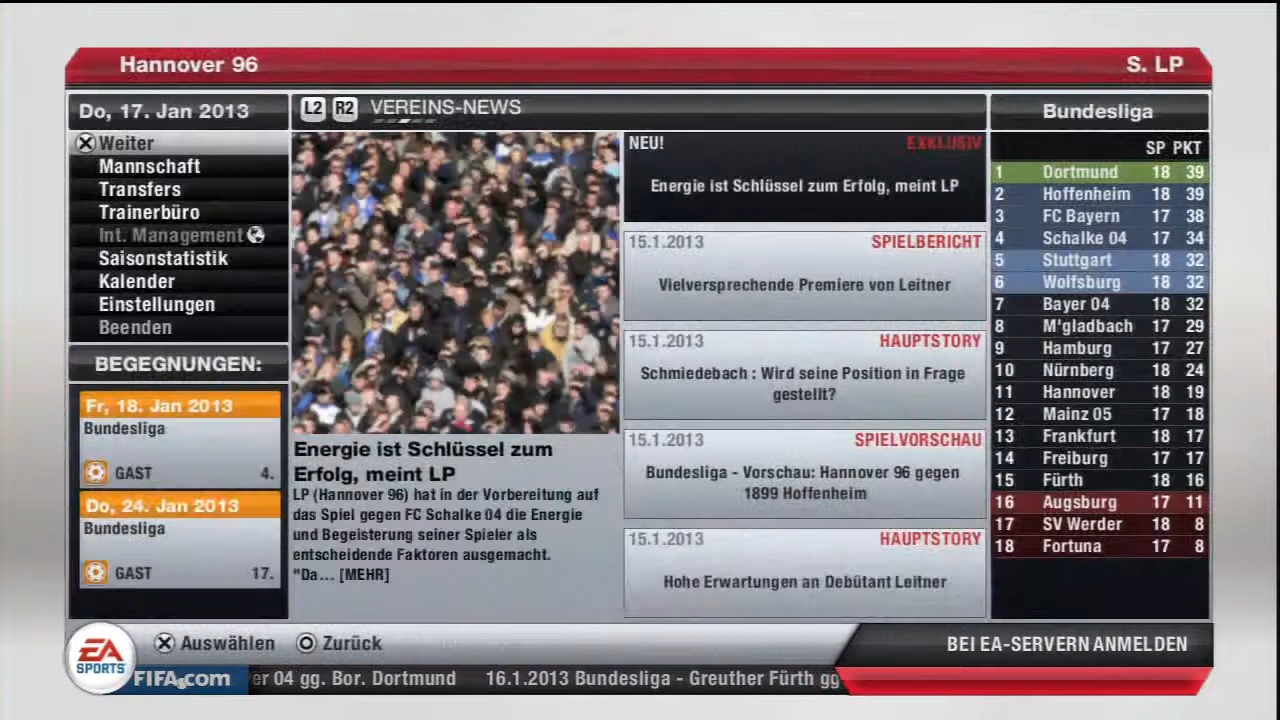 Hannover 96
S. LP
Do, 17. Jan 2013
Weiter
Mannschaft
Transfers
Trainerbüro
Int. Management
Saisonstatistik
Kalender
Einstellungen
Beenden
BEGEGNUNGEN:
Fr, 18. Jan 2013
Bundesliga
GAST 4.
Do, 24. Jan 2013
Bundesliga
GAST 17.
L2 R2 VEREINS-NEWS
Energie ist Schlüssel zum
Erfolg, meint LP
LP (Hannover 96) hat in der Vorbereitung auf
das Spiel gegen FC Schalke 04 die Energie
und Begeisterung seiner Spieler als
entscheidende Faktoren ausgemacht.
"Da... [MEHR]
NEU! EXKLUSIV
Energie ist Schlüssel zum Erfolg, meint LP
15.1.2013 SPIELBERICHT
Vielversprechende Premiere von Leitner
15.1.2013 HAUPTSTORY
Schmiedebach : Wird seine Position in Frage
gestellt?
15.1.2013 SPIELVORSCHAU
Bundesliga - Vorschau: Hannover 96 gegen
1899 Hoffenheim
15.1.2013 HAUPTSTORY
Hohe Erwartungen an Debütant Leitner
Bundesliga
SP PKT
1 Dortmund 18 39
2 Hoffenheim 18 39
3 FC Bayern 17 38
4 Schalke 04 17 34
5 Stuttgart 18 32
6 Wolfsburg 18 32
7 Bayer 04 18 32
8 M'gladbach 17 29
9 Hamburg 17 27
10 Nürnberg 18 24
11 Hannover 18 19
12 Mainz 05 17 18
13 Frankfurt 18 17
14 Freiburg 17 17
15 Fürth 18 16
16 Augsburg 17 11
17 SV Werder 18 8
18 Fortuna 17 8
Auswählen Zurück
BEI EA-SERVERN ANMELDEN
EA
SPORTS
FIFA.com
er 04 gg. Bor. Dortmund 16.1.2013 Bundesliga - Greuther Fürth gg